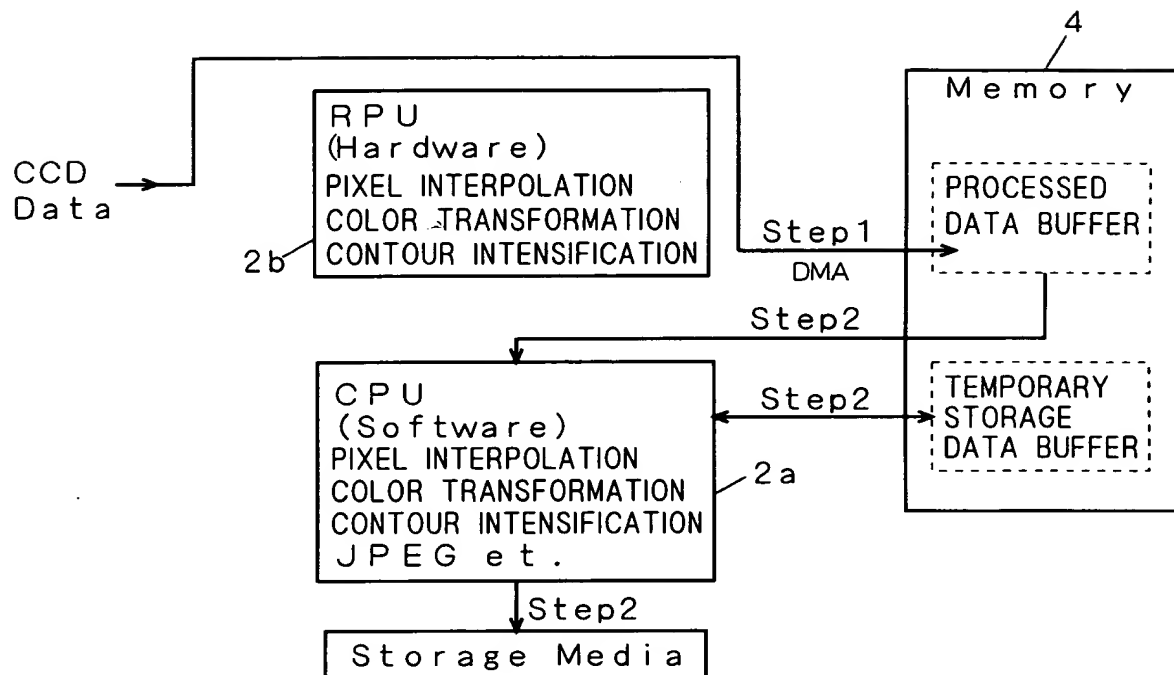 4
Memory
RPU
(Hardware)
PIXEL INTERPOLATION
COLOR TRANSFORMATION
CONTOUR INTENSIFICATION
2b
CCD
Data
PROCESSED
DATA BUFFER
Step1
DMA
Step2
CPU
(Software)
PIXEL INTERPOLATION
COLOR TRANSFORMATION
CONTOUR INTENSIFICATION
JPEG et.
2a
Step2
TEMPORARY
STORAGE
DATA BUFFER
Step2
Storage Media